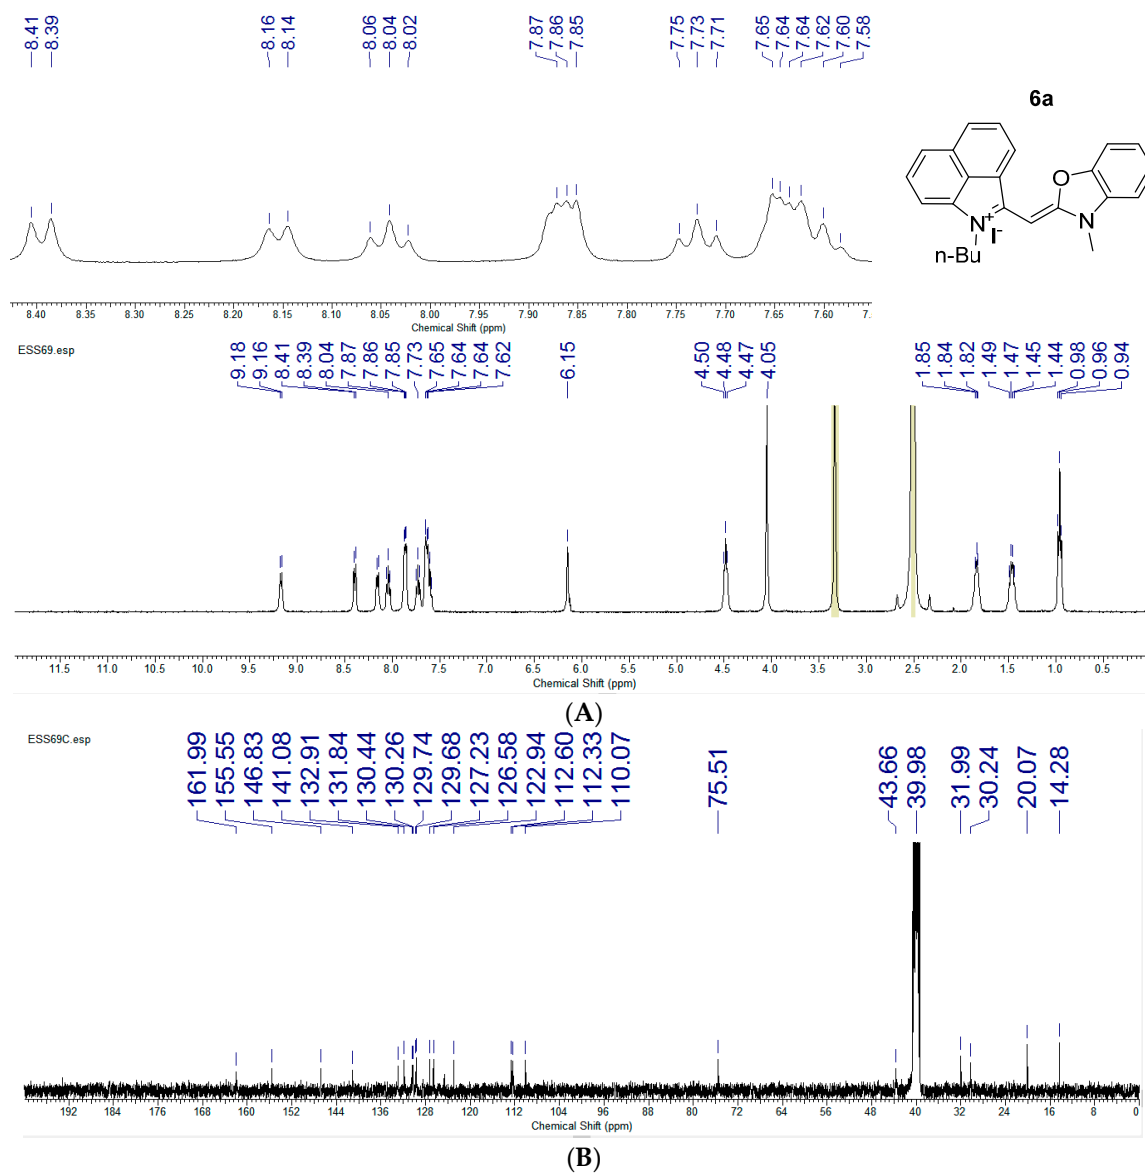 8.41 8.39 8.16 8.14 8.06 8.04 8.02 7.87 7.86 7.85 7.75 7.73 7.71 7.65 7.64 7.64 7.62 7.60 7.58
6a
O
N+
I-
N
n-Bu
8.40 8.35 8.30 8.25 8.20 8.15 8.10 8.05 8.00 7.95 7.90 7.85 7.80 7.75 7.70 7.65 7.60
Chemical Shift (ppm)
ESS69.esp
9.18 9.16 8.41 8.39 8.04 7.87 7.86 7.85 7.73 7.65 7.64 7.64 7.62 6.15 4.50 4.48 4.47 4.05 1.85 1.84 1.82 1.49 1.47 1.45 1.44 0.98 0.96 0.94
11.5 11.0 10.5 10.0 9.5 9.0 8.5 8.0 7.5 7.0 6.5 6.0 5.5 5.0 4.5 4.0 3.5 3.0 2.5 2.0 1.5 1.0 0.5
Chemical Shift (ppm)
(A)
ESS69C.esp
161.99 155.55 146.83 141.08 132.91 131.84 130.44 130.26 129.74 129.68 127.23 126.58 122.94 112.60 112.33 110.07 75.51 43.66 39.98 31.99 30.24 20.07 14.28
192 184 176 168 160 152 144 136 128 120 112 104 96 88 80 72 64 56 48 40 32 24 16 8 0
Chemical Shift (ppm)
(B)